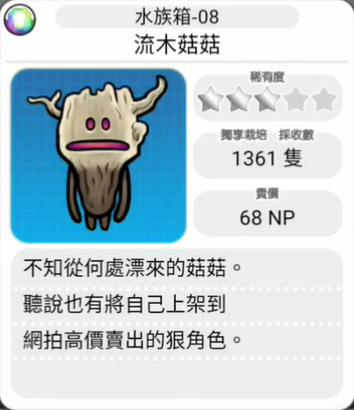 水族箱-08
流木菇菇
稀有度
獨享栽培 採收數
1361 隻
賣價
68 NP
不知從何處漂來的菇菇。
聽說也有將自己上架到
網拍高價賣出的狠角色。